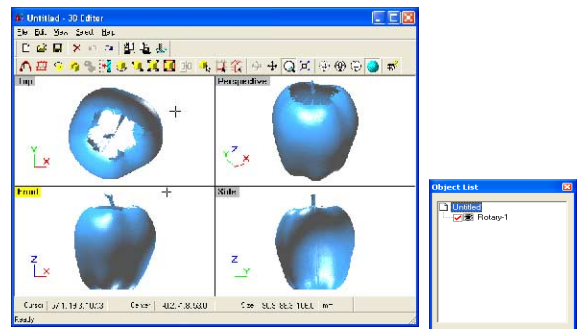 Untitled - 3D Editor
File Edit View Select Help
Top
Perspective
Y
X
Z
Y
X
Front
Side
Z
X
Z
Y
Cursor
Center
Size
mm
Ready
Object List
Untitled
Rotary-1